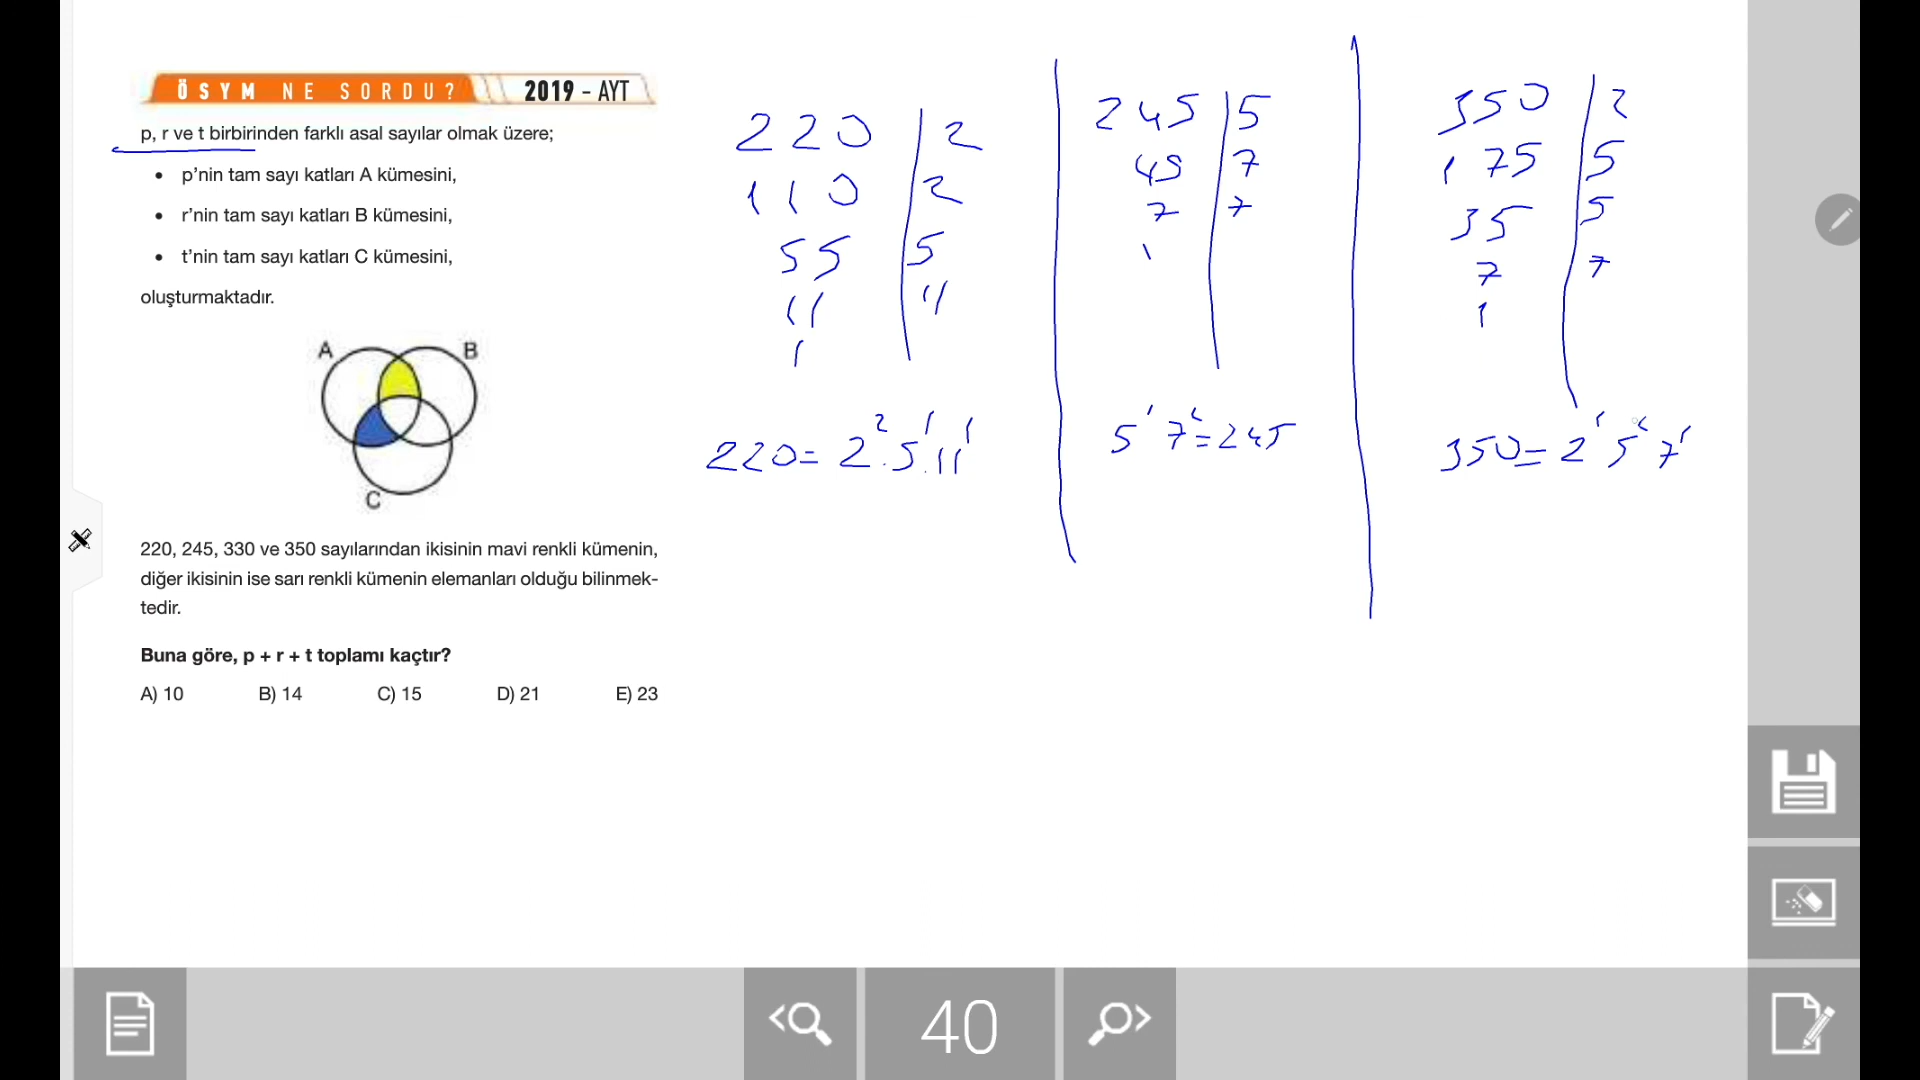 ÖSYM NE SORDU? 2019 - AYT
p, r ve t birbirinden farklı asal sayılar olmak üzere;
• p'nin tam sayı katları A kümesini,
• r'nin tam sayı katları B kümesini,
• t'nin tam sayı katları C kümesini,
oluşturmaktadır.
A B
C
220, 245, 330 ve 350 sayılarından ikisinin mavi renkli kümenin,
diğer ikisinin ise sarı renkli kümenin elemanları olduğu bilinmek-
tedir.
Buna göre, p + r + t toplamı kaçtır?
A) 10 B) 14 C) 15 D) 21 E) 23
220 | 2
110 | 2
55 | 5
11 | 11
1
220 = 2².5¹.11¹
245 | 5
49 | 7
7 | 7
1
5¹ 7² = 245
350 | 2
175 | 5
35 | 5
7 | 7
1
350 = 2¹ 5² 7¹
40